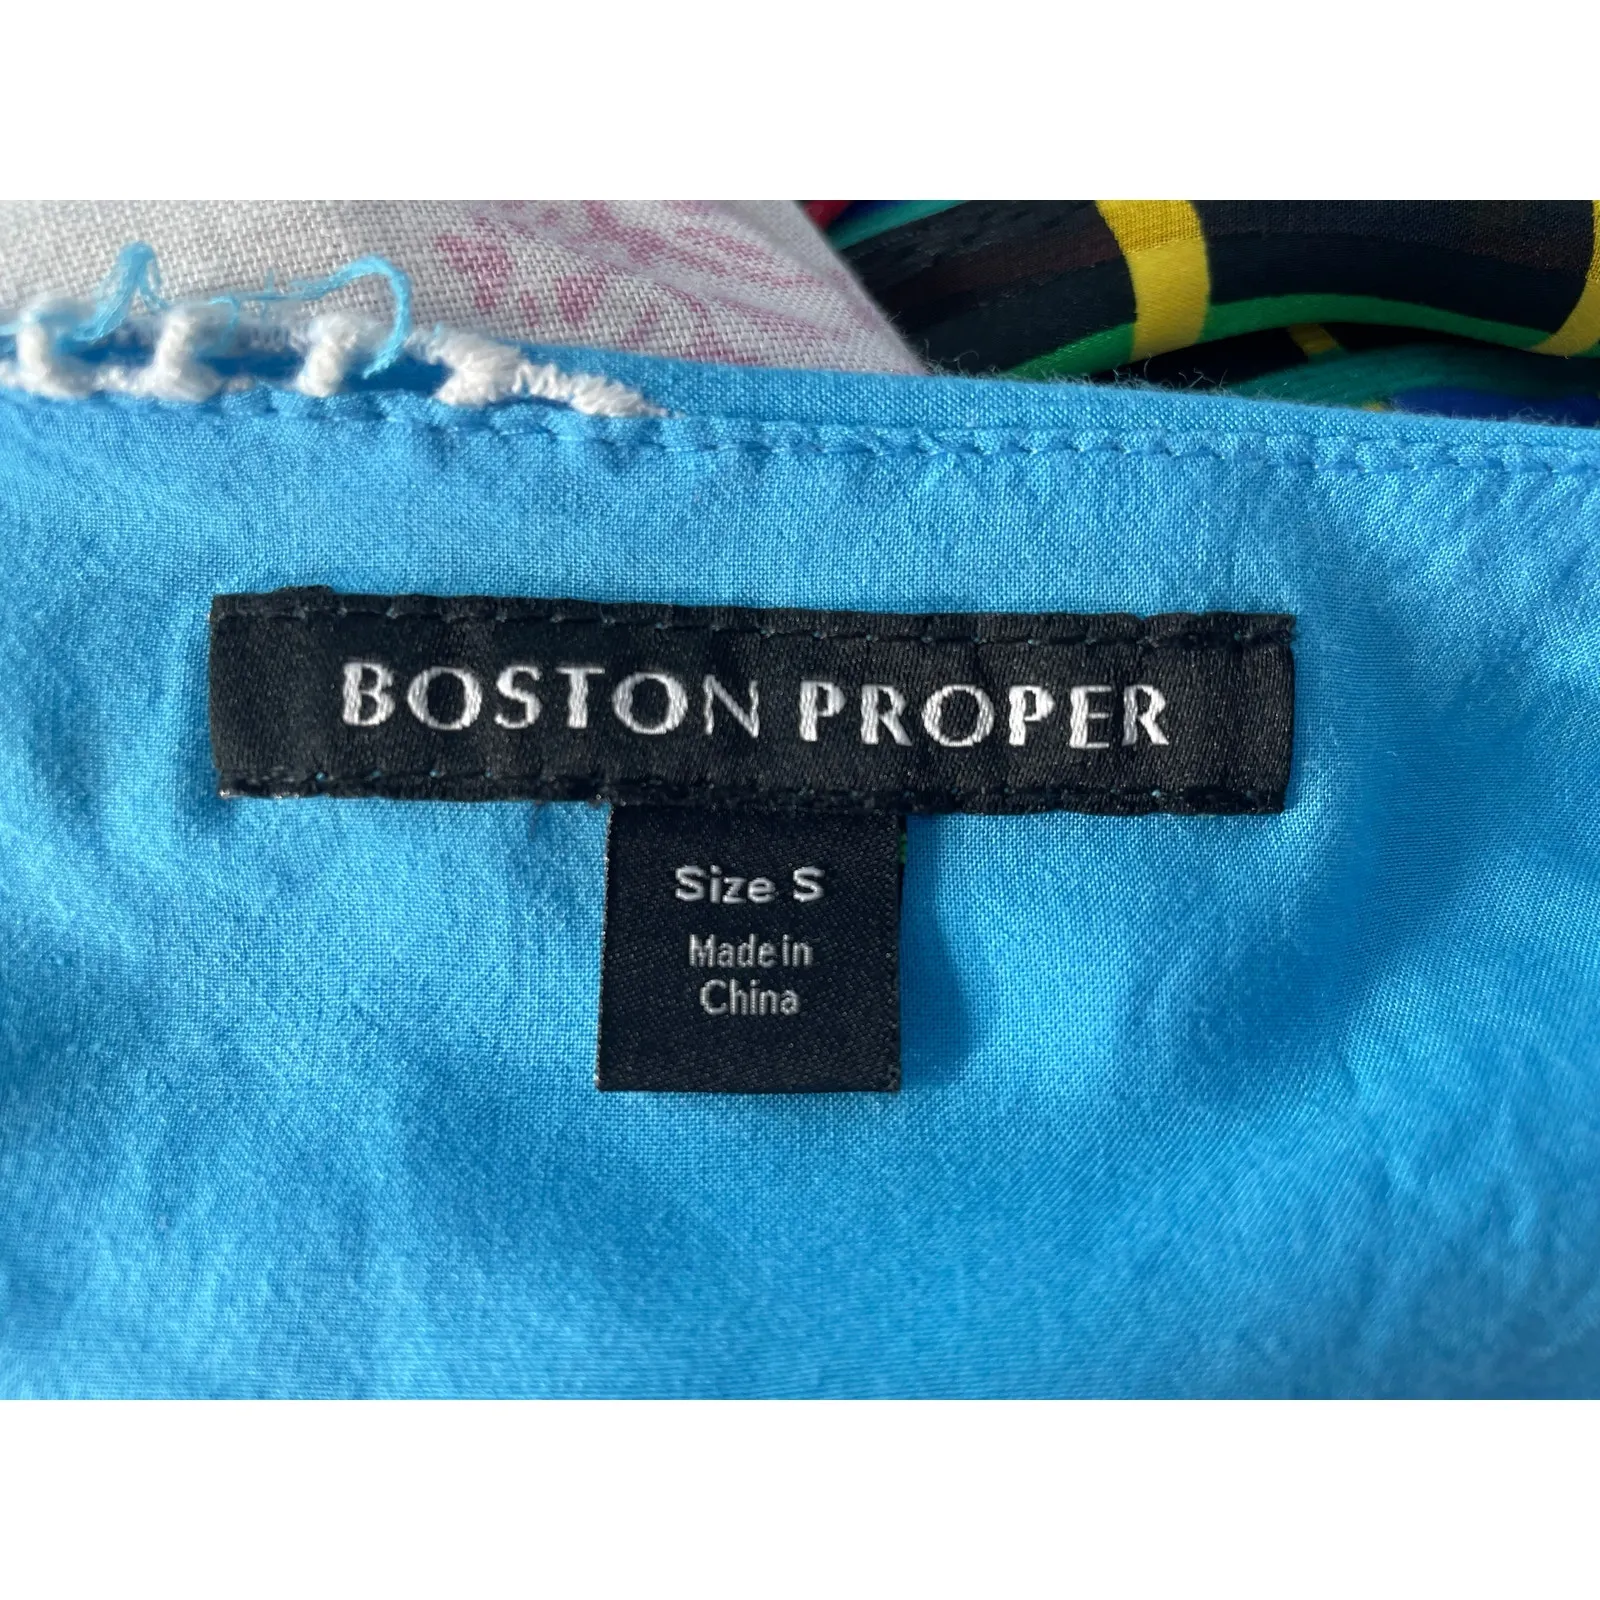 BOSTON PROPER
Size S
Made in
China